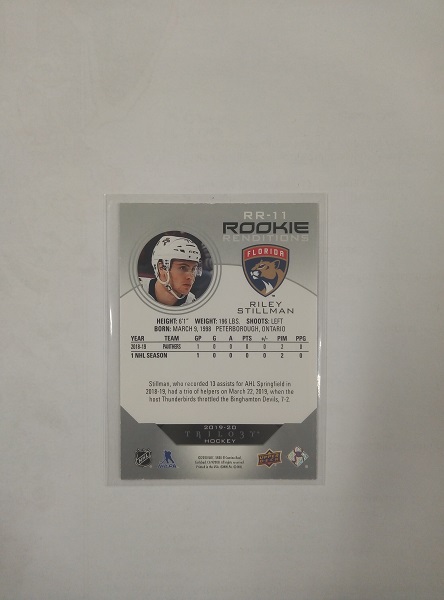 RR-11
ROOKIE
RENDITIONS
FLORIDA
RILEY
STILLMAN
HEIGHT: 6'1" WEIGHT: 196 LBS. SHOOTS: LEFT
BORN: MARCH 9, 1998 PETERBOROUGH, ONTARIO
YEAR TEAM GP G A PTS +/- PIM PPG
2018-19 PANTHERS 1 0 0 0 0 2 0
1 NHL SEASON 1 0 0 0 0 2 0
Stillman, who recorded 13 assists for AHL Springfield in
2018-19, had a trio of helpers on March 22, 2019, when the
host Thunderbirds throttled the Binghamton Devils, 7-2.
2019-20
TRILOGY
HOCKEY
NHL
UPPER DECK